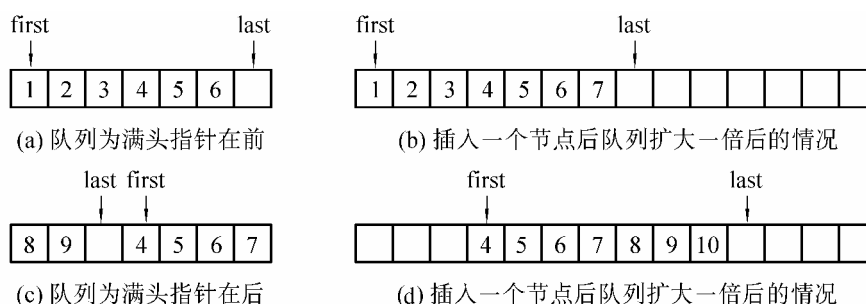 first last first last
1 2 3 4 5 6 1 2 3 4 5 6 7
(a) 队列为满头指针在前 (b) 插入一个节点后队列扩大一倍后的情况
last first first last
8 9 4 5 6 7 4 5 6 7 8 9 10
(c) 队列为满头指针在后 (d) 插入一个节点后队列扩大一倍后的情况